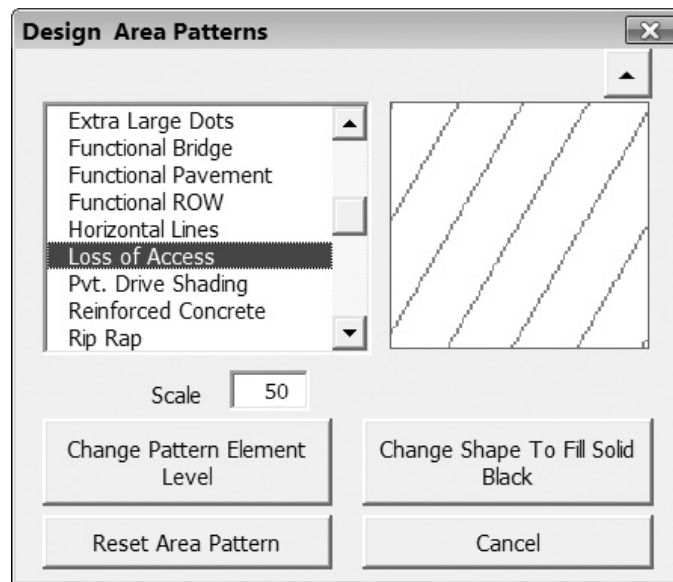 Design Area Patterns
Extra Large Dots
Functional Bridge
Functional Pavement
Functional ROW
Horizontal Lines
Loss of Access
Pvt. Drive Shading
Reinforced Concrete
Rip Rap
Scale 50
Change Pattern Element
Level
Change Shape To Fill Solid
Black
Reset Area Pattern
Cancel